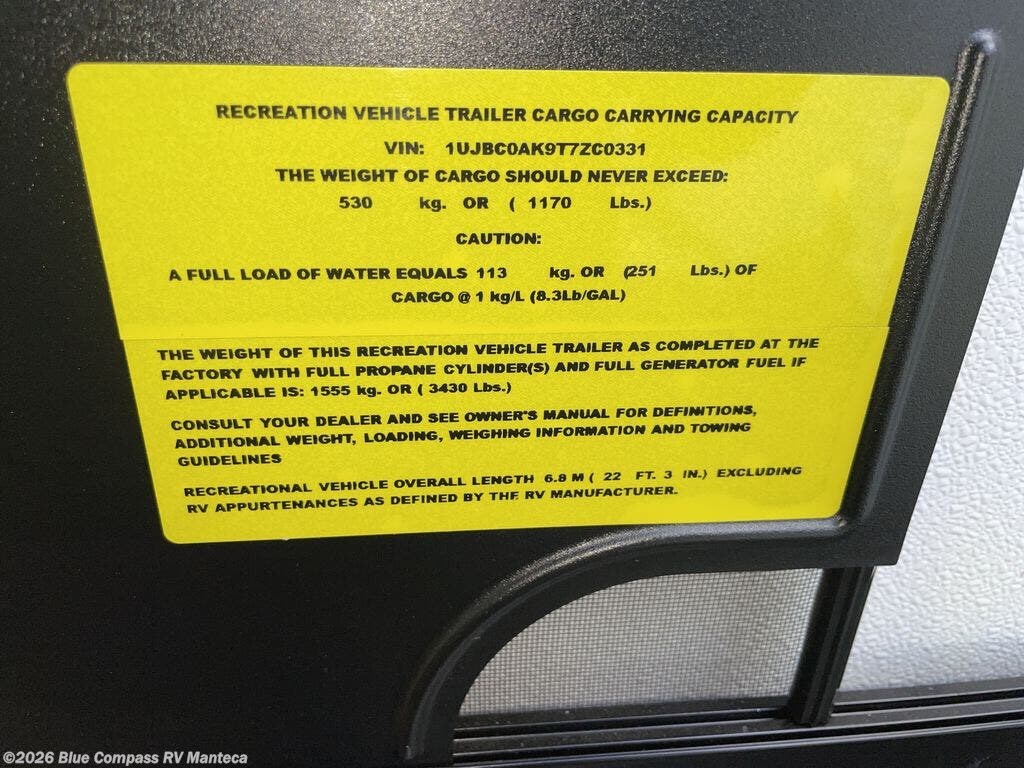 RECREATION VEHICLE TRAILER CARGO CARRYING CAPACITY
VIN: 1UJBC0AK9T7ZC0331
THE WEIGHT OF CARGO SHOULD NEVER EXCEED:
530 kg. OR ( 1170 Lbs.)
CAUTION:
A FULL LOAD OF WATER EQUALS 113 kg. OR (251 Lbs.) OF
CARGO @ 1 kg/L (8.3Lb/GAL)
THE WEIGHT OF THIS RECREATION VEHICLE TRAILER AS COMPLETED AT THE
FACTORY WITH FULL PROPANE CYLINDER(S) AND FULL GENERATOR FUEL IF
APPLICABLE IS: 1555 kg. OR ( 3430 Lbs.)
CONSULT YOUR DEALER AND SEE OWNER'S MANUAL FOR DEFINITIONS,
ADDITIONAL WEIGHT, LOADING, WEIGHING INFORMATION AND TOWING
GUIDELINES
RECREATIONAL VEHICLE OVERALL LENGTH 6.8 M ( 22 FT. 3 IN.) EXCLUDING
RV APPURTENANCES AS DEFINED BY THE RV MANUFACTURER.
©2026 Blue Compass RV Manteca